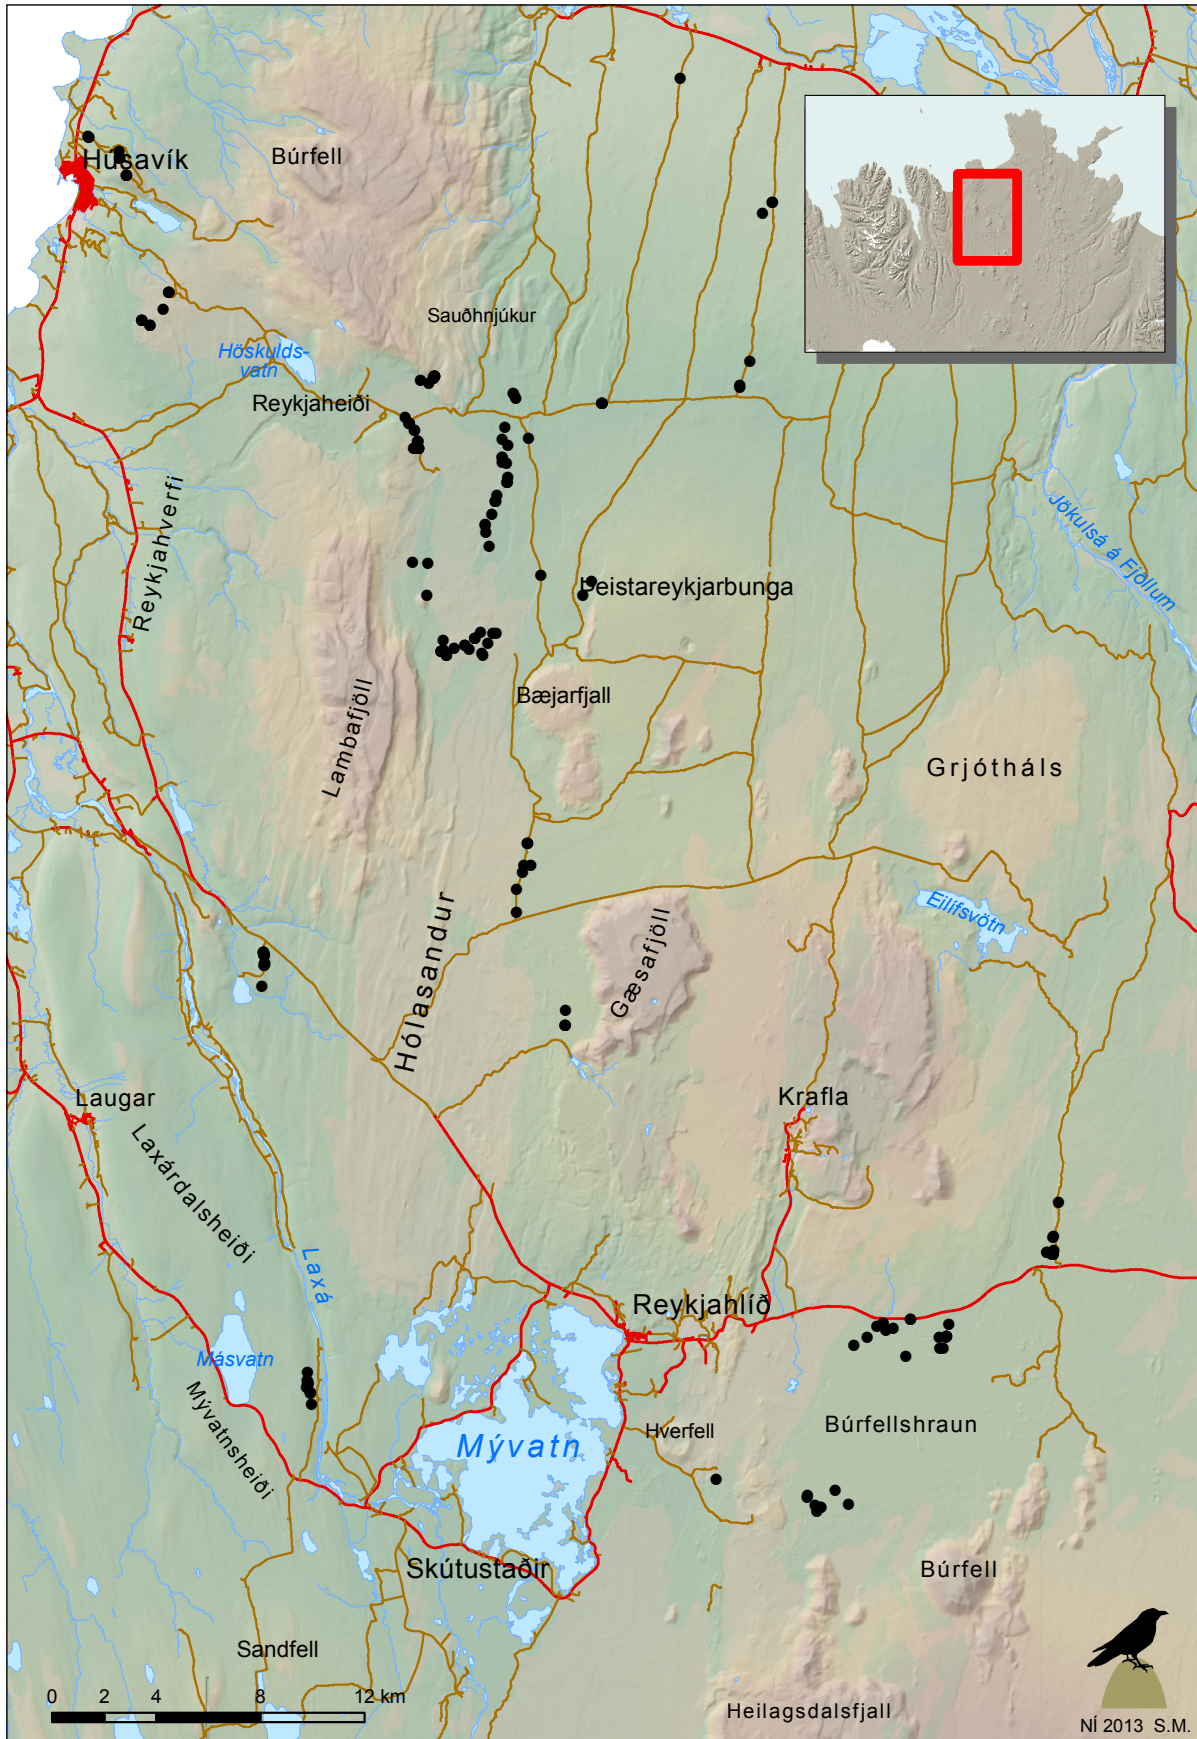 Húsavík
Búrfell
Sauðhnjúkur
Höskulds-
vatn
Reykjaheiði
Reykjahverfi
Jökulsá á Fjöllum
Þeistareykjarbunga
Lambafjöll
Bæjarfjall
Grjótháls
Hólasandur
Gæsafjöll
Eilífsvötn
Krafla
Laugar
Laxárdalsheiði
Laxá
Reykjahlíð
Másvatn
Mývatnsheiði
Mývatn
Hverfell
Búrfellshraun
Skútustaðir
Búrfell
Sandfell
0 2 4 8 12 km
Heilagsdalsfjall
NÍ 2013 S.M.